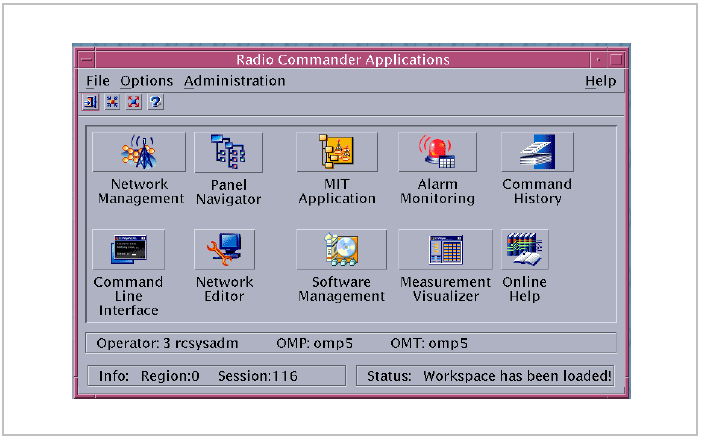 Radio Commander Applications
File Options Administration Help
Network Management
Panel Navigator
MIT Application
Alarm Monitoring
Command History
Command Line Interface
Network Editor
Software Management
Measurement Visualizer
Online Help
Operator: 3 rcsysadm OMP: omp5 OMT: omp5
Info: Region:0 Session:116 Status: Workspace has been loaded!